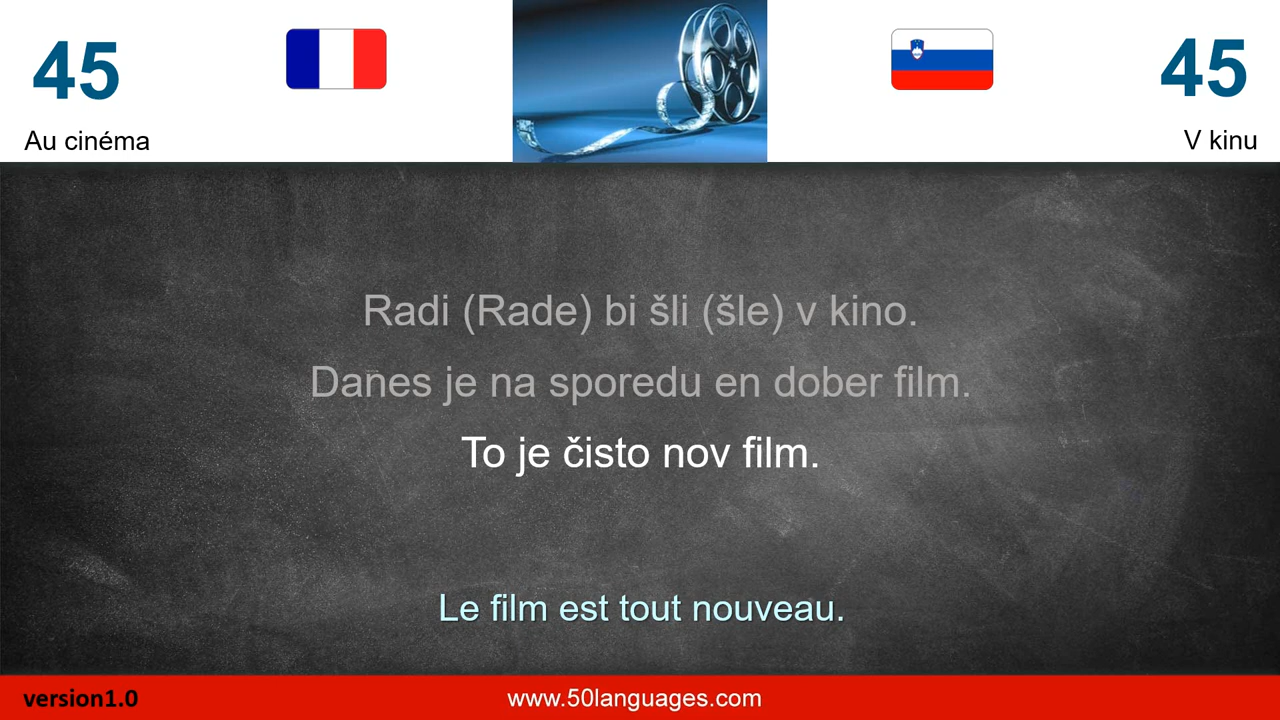 45
45
Au cinéma
V kinu
Radi (Rade) bi šli (šle) v kino.
Danes je na sporedu en dober film.
To je čisto nov film.
Le film est tout nouveau.
version1.0
www.50languages.com